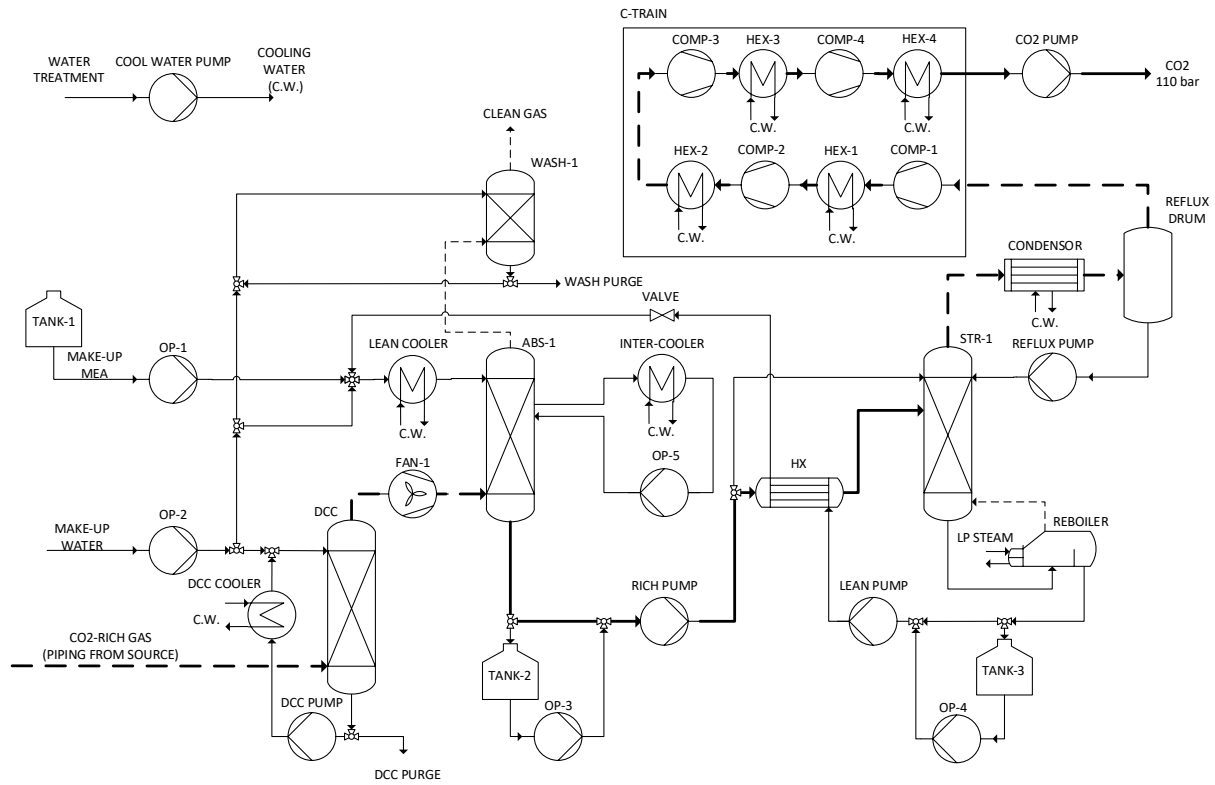 C-TRAIN
COMP-3
HEX-3
COMP-4
HEX-4
CO2 PUMP
CO2
110 bar
C.W.
C.W.
WATER
TREATMENT
COOL WATER PUMP
COOLING
WATER
(C.W.)
CLEAN GAS
WASH-1
HEX-2
COMP-2
HEX-1
COMP-1
C.W.
C.W.
REFLUX
DRUM
CONDENSOR
C.W.
WASH PURGE
VALVE
TANK-1
MAKE-UP
MEA
OP-1
LEAN COOLER
C.W.
ABS-1
INTER-COOLER
C.W.
STR-1
REFLUX PUMP
FAN-1
OP-5
HX
MAKE-UP
WATER
OP-2
DCC
LP STEAM
REBOILER
DCC COOLER
C.W.
RICH PUMP
LEAN PUMP
CO2-RICH GAS
(PIPING FROM SOURCE)
TANK-2
TANK-3
DCC PUMP
OP-3
OP-4
DCC PURGE